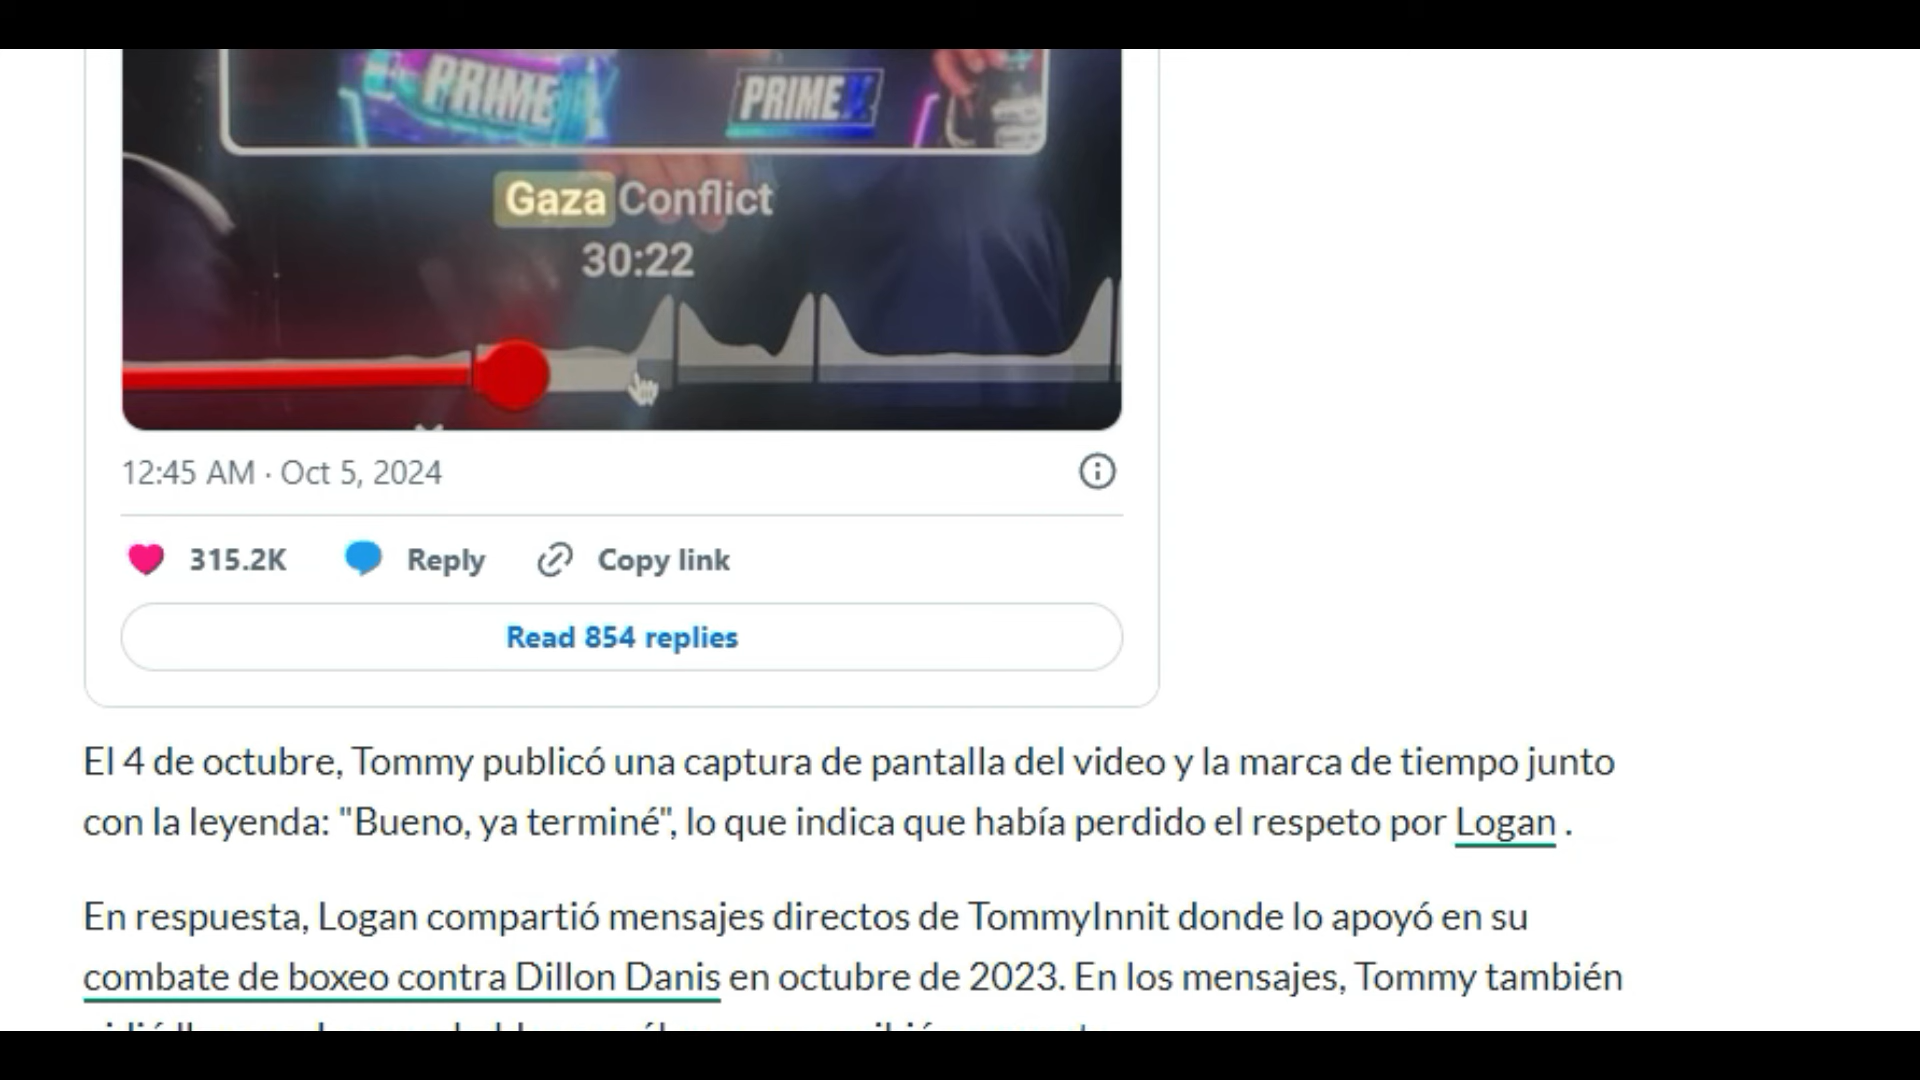 PRIME
PRIME X
Gaza Conflict
30:22
12:45 AM · Oct 5, 2024
315.2K Reply Copy link
Read 854 replies
El 4 de octubre, Tommy publicó una captura de pantalla del video y la marca de tiempo junto
con la leyenda: "Bueno, ya terminé", lo que indica que había perdido el respeto por Logan .
En respuesta, Logan compartió mensajes directos de TommyInnit donde lo apoyó en su
combate de boxeo contra Dillon Danis en octubre de 2023. En los mensajes, Tommy también